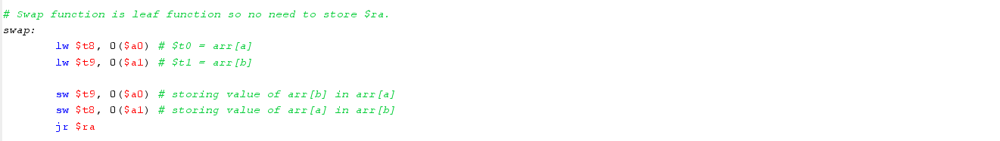 # Swap function is leaf function so no need to store $ra.
swap:
lw $t8, 0($a0) # $t0 = arr[a]
lw $t9, 0($a1) # $t1 = arr[b]
sw $t9, 0($a0) # storing value of arr[b] in arr[a]
sw $t8, 0($a1) # storing value of arr[a] in arr[b]
jr $ra